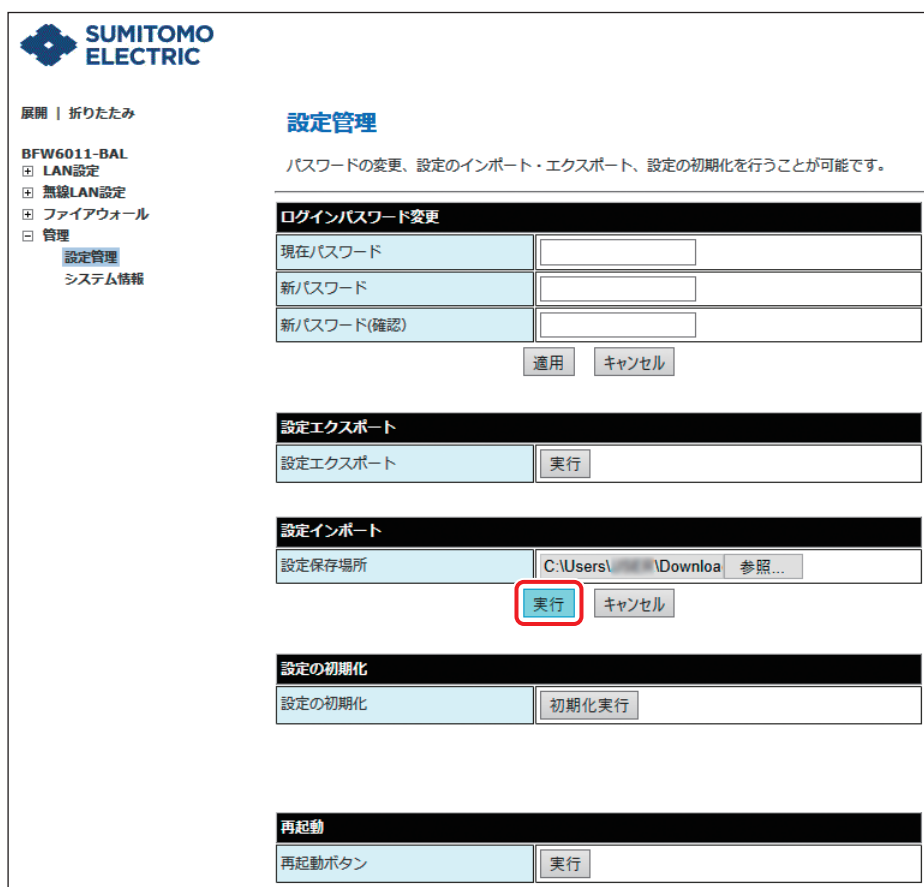 SUMITOMO
ELECTRIC
展開 | 折りたたみ
BFW6011-BAL
LAN設定
無線LAN設定
ファイアウォール
管理
設定管理
システム情報
設定管理
パスワードの変更、設定のインポート・エクスポート、設定の初期化を行うことが可能です。
ログインパスワード変更
現在パスワード
新パスワード
新パスワード(確認)
適用 キャンセル
設定エクスポート
設定エクスポート 実行
設定インポート
設定保存場所 C:\Users\ \Downloa 参照...
実行 キャンセル
設定の初期化
設定の初期化 初期化実行
再起動
再起動ボタン 実行